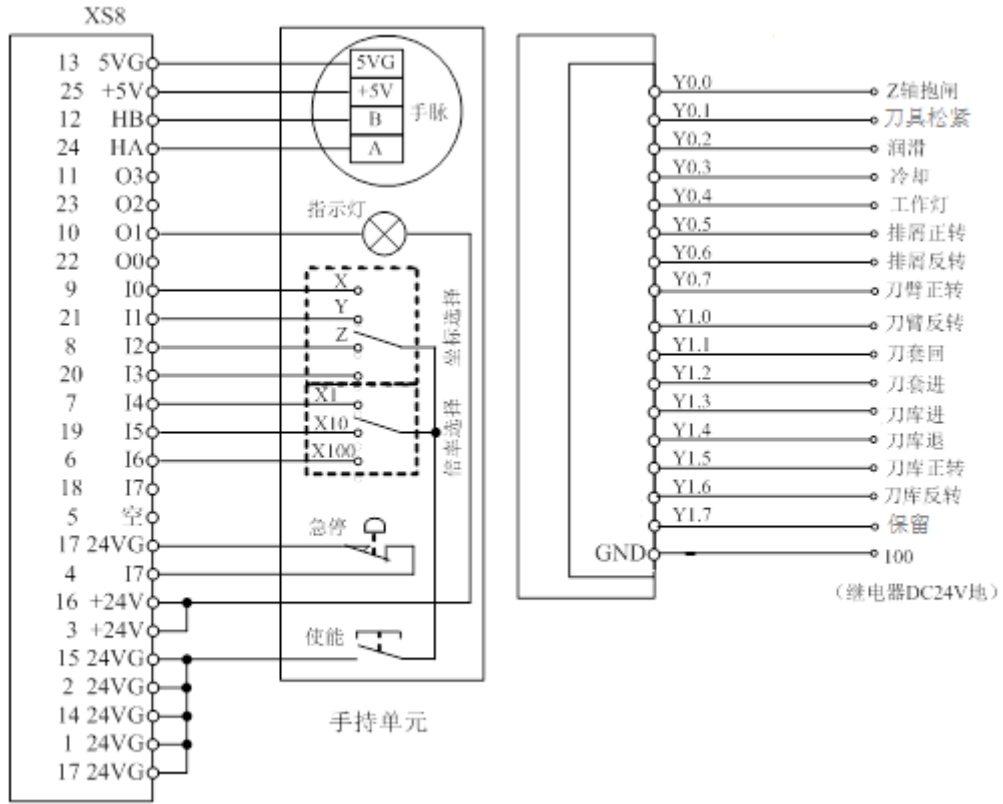 XS8
13 5VG
25 +5V
12 HB
24 HA
11 O3
23 O2
10 O1
22 O0
9 I0
21 I1
8 I2
20 I3
7 I4
19 I5
6 I6
18 I7
5 空
17 24VG
4 I7
16 +24V
3 +24V
15 24VG
2 24VG
14 24VG
1 24VG
17 24VG
5VG
+5V
B
A
手脉
指示灯
X
Y
Z
坐标选择
X1
X10
X100
倍率选择
急停
使能
手持单元
Y0.0 Z轴抱闸
Y0.1 刀具松紧
Y0.2 润滑
Y0.3 冷却
Y0.4 工作灯
Y0.5 排屑正转
Y0.6 排屑反转
Y0.7 刀臂正转
Y1.0 刀臂反转
Y1.1 刀套回
Y1.2 刀套进
Y1.3 刀库进
Y1.4 刀库退
Y1.5 刀库正转
Y1.6 刀库反转
Y1.7 保留
GND 100
（继电器DC24V地）